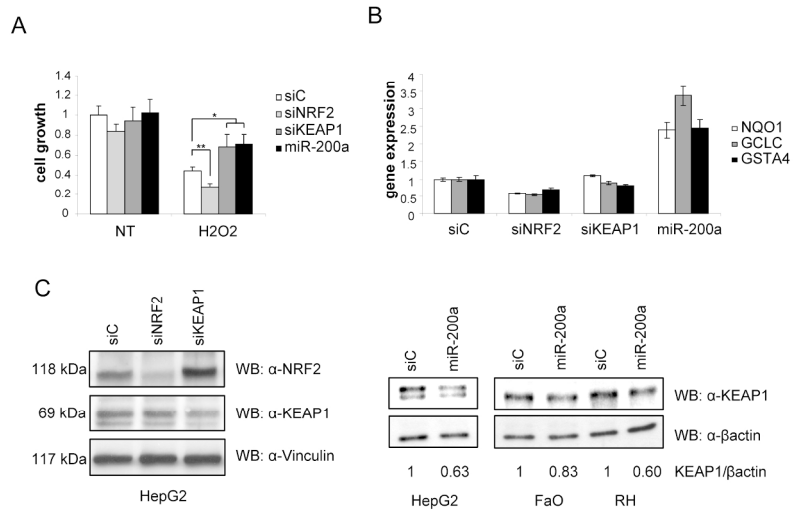 A
cell growth
1.4
1.2
1
0.8
0.6
0.4
0.2
0
*
**
NT
H2O2
siC
siNRF2
siKEAP1
miR-200a
B
gene expression
4
3.5
3
2.5
2
1.5
1
0.5
0
siC
siNRF2
siKEAP1
miR-200a
NQO1
GCLC
GSTA4
C
siC
siNRF2
siKEAP1
118 kDa
WB: α-NRF2
69 kDa
WB: α-KEAP1
117 kDa
WB: α-Vinculin
HepG2
siC
miR-200a
siC
miR-200a
siC
miR-200a
WB: α-KEAP1
WB: α-βactin
1 0.63 1 0.83 1 0.60 KEAP1/βactin
HepG2 FaO RH